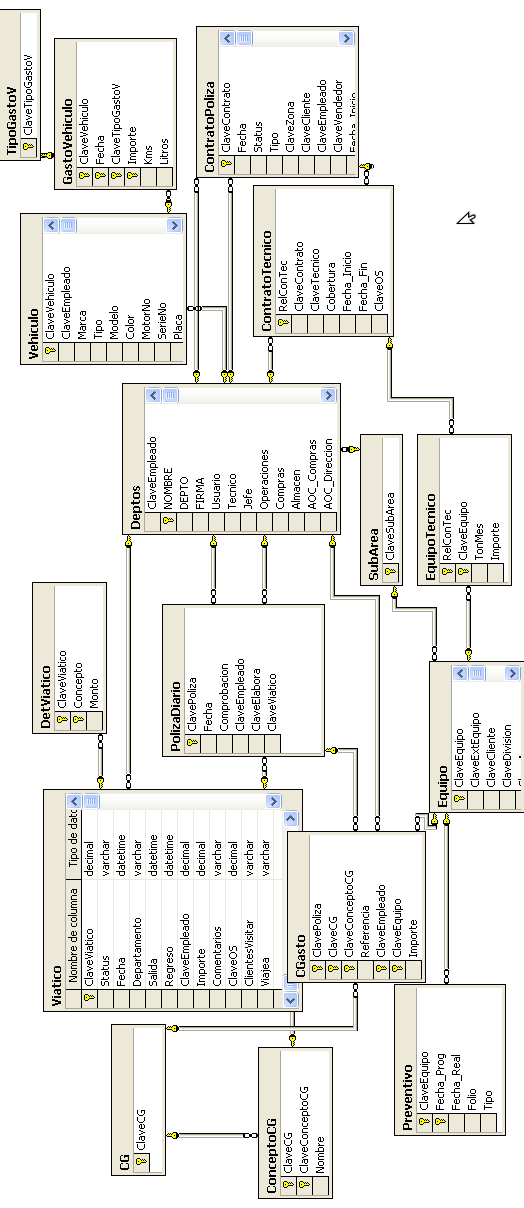 TipoGastoV
ClaveTipoGastoV
GastoVehiculo
ClaveVehiculo
Fecha
ClaveTipoGastoV
Importe
Kms
Litros
Vehiculo
ClaveVehiculo
ClaveEmpleado
Marca
Tipo
Modelo
Color
MotorNo
SerieNo
Placa
ContratoPoliza
ClaveContrato
Fecha
Status
Tipo
ClaveZona
ClaveCliente
ClaveEmpleado
ClaveVendedor
Fecha_Inicio
ContratoTecnico
RelConTec
ClaveContrato
ClaveTecnico
Cobertura
Fecha_Inicio
Fecha_Fin
ClaveOS
Deptos
ClaveEmpleado
NOMBRE
DEPTO
FIRMA
Usuario
Tecnico
Jefe
Operaciones
Compras
Almacen
AOC_Compras
AOC_Direccion
SubArea
ClaveSubArea
EquipoTecnico
RelConTec
ClaveEquipo
TonMes
Importe
DetViatico
ClaveViatico
Concepto
Monto
PolizaDiario
ClavePoliza
Fecha
Comprobacion
ClaveEmpleado
ClaveElabora
ClaveViatico
Equipo
ClaveEquipo
ClaveExtEquipo
ClaveCliente
ClaveDivision
Viatico
Nombre de columna Tipo de datc
ClaveViatico decimal
Status varchar
Fecha datetime
Departamento varchar
Salida datetime
Regreso datetime
ClaveEmpleado decimal
Importe decimal
Comentarios varchar
ClaveOS decimal
ClientesVisitar varchar
Viajea varchar
CGasto
ClavePoliza
ClaveCG
ClaveConceptoCG
Referencia
ClaveEmpleado
ClaveEquipo
Importe
CG
ClaveCG
ConceptoCG
ClaveCG
ClaveConceptoCG
Nombre
Preventivo
ClaveEquipo
Fecha_Prog
Fecha_Real
Folio
Tipo